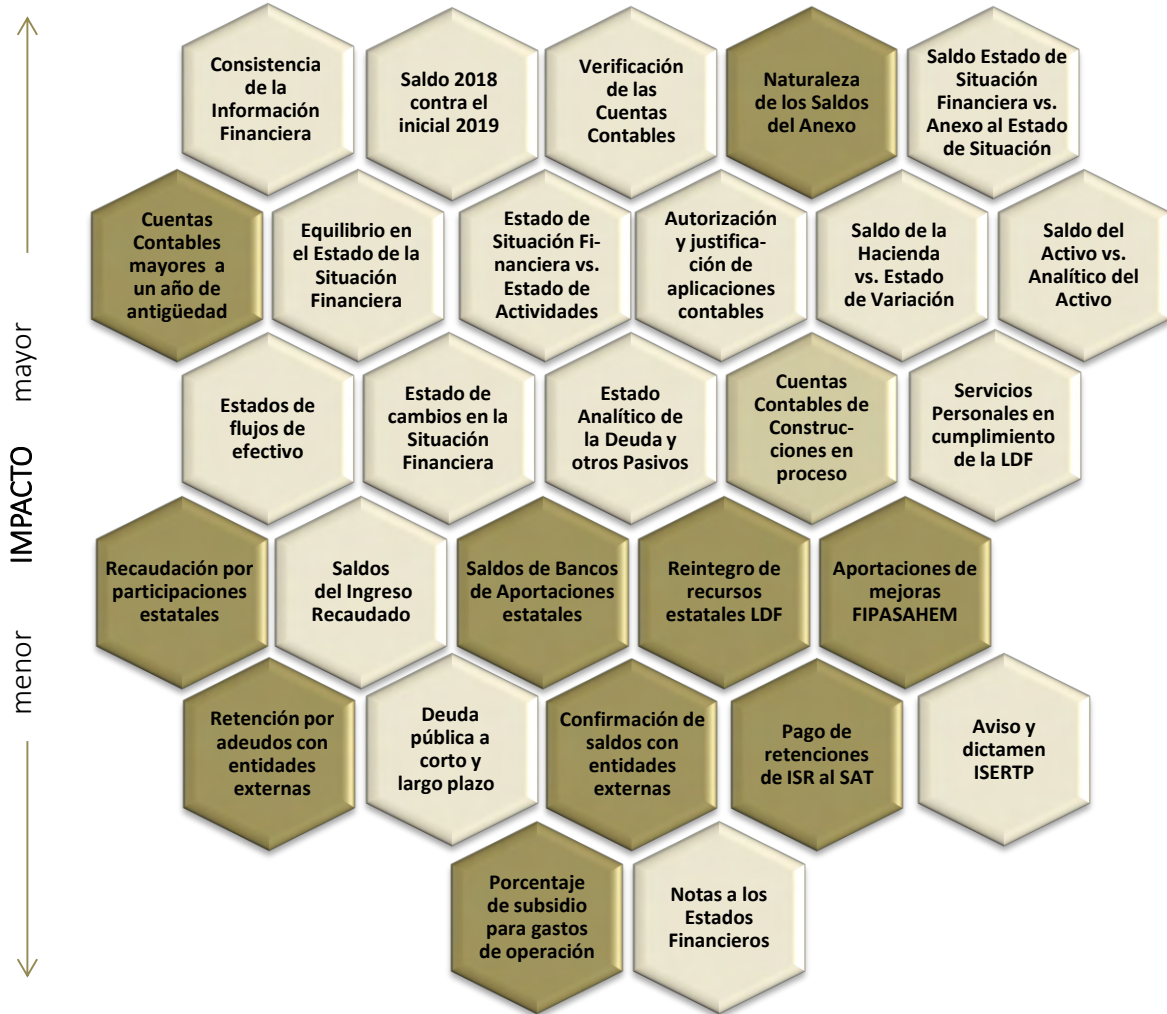 Consistencia
de la
Información
Financiera
Saldo 2018
contra el
inicial 2019
Verificación
de las
Cuentas
Contables
Naturaleza
de los Saldos
del Anexo
Saldo Estado de
Situación
Financiera vs.
Anexo al Estado
de Situación
Cuentas
Contables
mayores a
un año de
antigüedad
Equilibrio en
el Estado de la
Situación
Financiera
Estado de
Situación Fi-
nanciera vs.
Estado de
Actividades
Autorización
y justifica-
ción de
aplicaciones
contables
Saldo de la
Hacienda
vs. Estado
de Variación
Saldo del
Activo vs.
Analítico del
Activo
Estados de
flujos de
efectivo
Estado de
cambios en la
Situación
Financiera
Estado
Analítico de
la Deuda y
otros Pasivos
Cuentas
Contables de
Construc-
ciones en
proceso
Servicios
Personales en
cumplimiento
de la LDF
Recaudación por
participaciones
estatales
Saldos
del Ingreso
Recaudado
Saldos de Bancos
de Aportaciones
estatales
Reintegro de
recursos
estatales LDF
Aportaciones de
mejoras
FIPASAHEM
Retención por
adeudos con
entidades
externas
Deuda
pública a
corto y
largo plazo
Confirmación de
saldos con
entidades
externas
Pago de
retenciones
de ISR al SAT
Aviso y
dictamen
ISERTP
Porcentaje
de subsidio
para gastos
de operación
Notas a los
Estados
Financieros
menor IMPACTO mayor